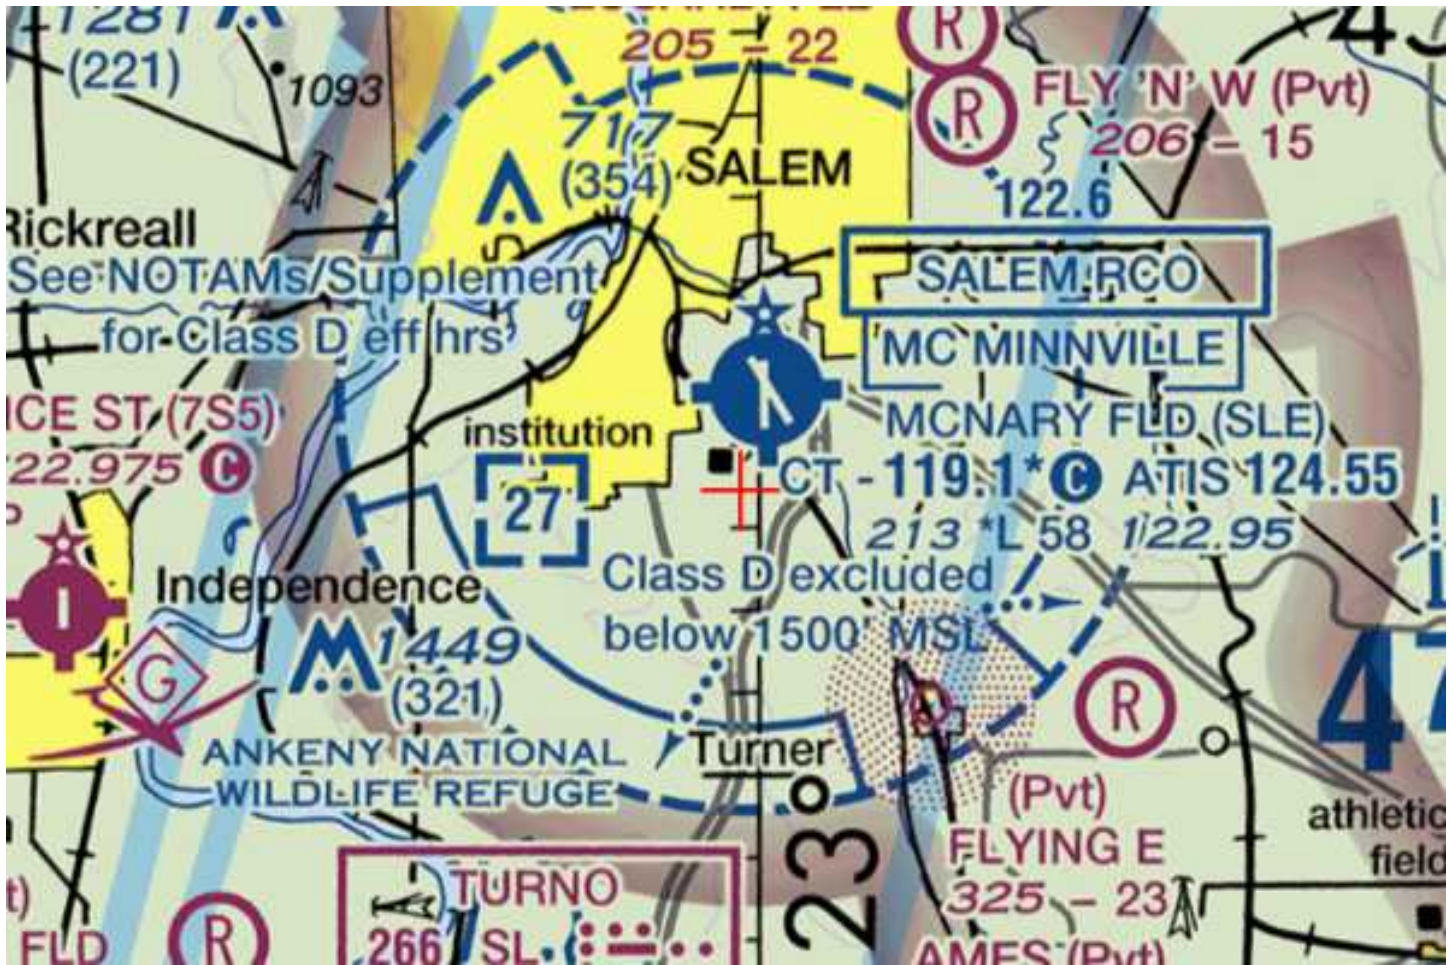 1281
(221)
1093
205 - 22
R
R
FLY 'N' W (Pvt)
206 - 15
717
(354)
SALEM
122.6
Rickreall
See NOTAMs/Supplement
for Class D eff hrs
SALEM RCO
MC MINNVILLE
ICE ST (7S5)
22.975 C
institution
27
MCNARY FLD (SLE)
CT - 119.1* C ATIS 124.55
213 *L 58 122.95
Class D excluded
below 1500' MSL
Independence
1449
(321)
G
R
47
ANKENY NATIONAL
WILDLIFE REFUGE
Turner
23°
(Pvt)
FLYING E
325 - 23
athletic
field
TURNO
266 SL
R
FLD
AMES (Pvt)